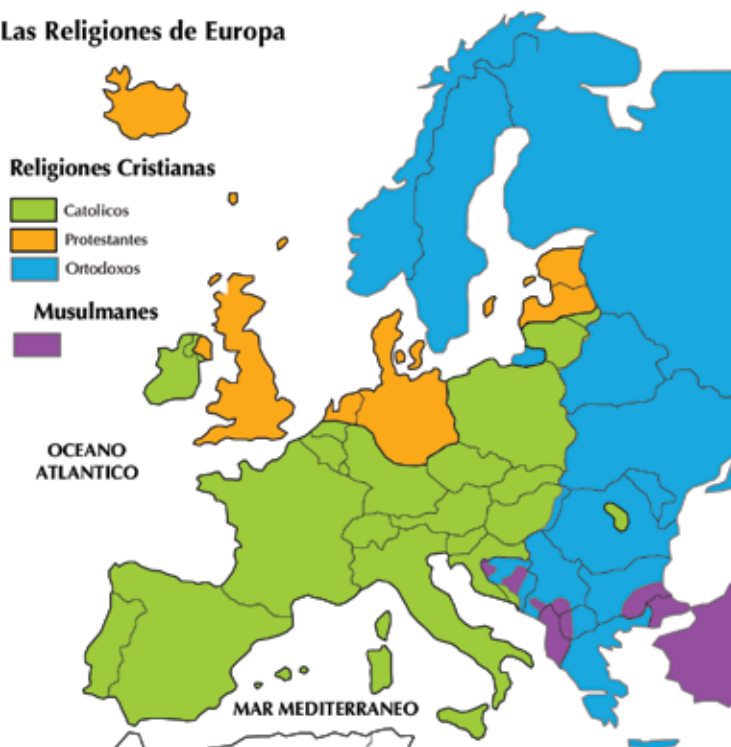 Las Religiones de Europa
Religiones Cristianas
Catolicos
Protestantes
Ortodoxos
Musulmanes
OCEANO
ATLANTICO
MAR MEDITERRANEO